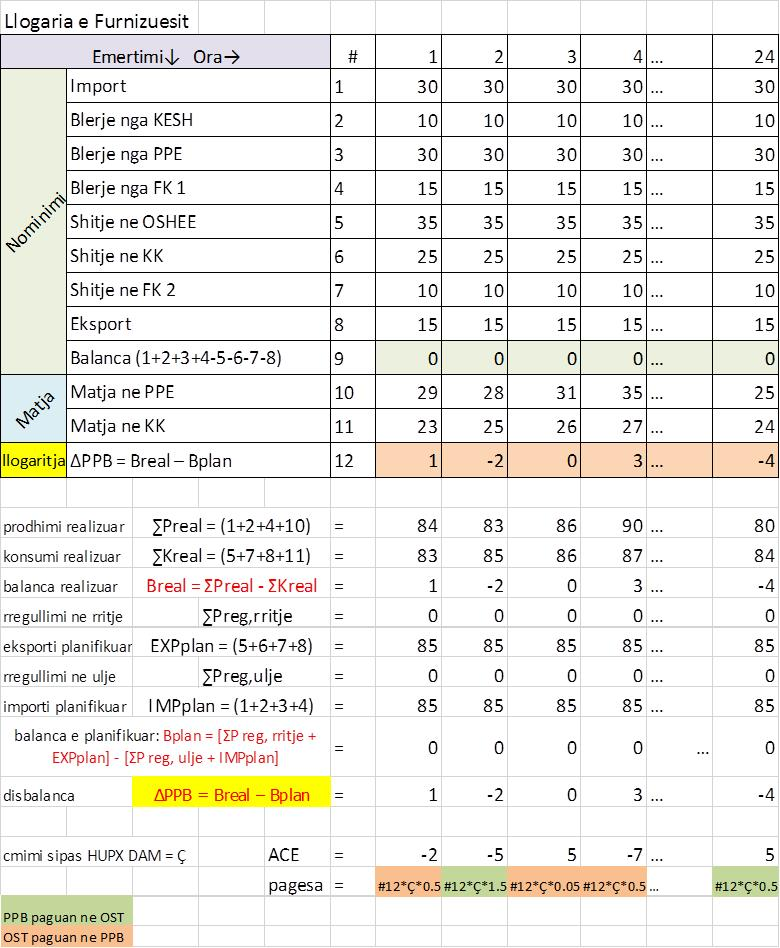 Llogaria e Furnizuesit
Emertimi↓ Ora→ # 1 2 3 4 ... 24
Nominimi
Import 1 30 30 30 30 ... 30
Blerje nga KESH 2 10 10 10 10 ... 10
Blerje nga PPE 3 30 30 30 30 ... 30
Blerje nga FK 1 4 15 15 15 15 ... 15
Shitje ne OSHEE 5 35 35 35 35 ... 35
Shitje ne KK 6 25 25 25 25 ... 25
Shitje ne FK 2 7 10 10 10 10 ... 10
Eksport 8 15 15 15 15 ... 15
Balanca (1+2+3+4-5-6-7-8) 9 0 0 0 0 ... 0
Matja
Matja ne PPE 10 29 28 31 35 ... 25
Matja ne KK 11 23 25 26 27 ... 24
llogaritja ΔPPB = Breal – Bplan 12 1 -2 0 3 ... -4
prodhimi realizuar ∑Preal = (1+2+4+10) = 84 83 86 90 ... 80
konsumi realizuar ∑Kreal = (5+7+8+11) = 83 85 86 87 ... 84
balanca realizuar Breal = ΣPreal - ΣKreal = 1 -2 0 3 ... -4
rregullimi ne rritje ∑Preg,rritje = 0 0 0 0 ... 0
eksporti planifikuar EXPplan = (5+6+7+8) = 85 85 85 85 ... 85
rregullimi ne ulje ∑Preg,ulje = 0 0 0 0 ... 0
importi planifikuar IMPplan = (1+2+3+4) = 85 85 85 85 ... 85
balanca e planifikuar: Bplan = [ΣP reg, rritje +
EXPplan] - [ΣP reg, ulje + IMPplan] = 0 0 0 0 ... 0
disbalanca ΔPPB = Breal – Bplan = 1 -2 0 3 ... -4
cmimi sipas HUPX DAM = Ç ACE = -2 -5 5 -7 ... 5
pagesa = #12*Ç*0.5 #12*Ç*1.5 #12*Ç*0.05 #12*Ç*0.5 ... #12*Ç*0.5
PPB paguan ne OST
OST paguan ne PPB